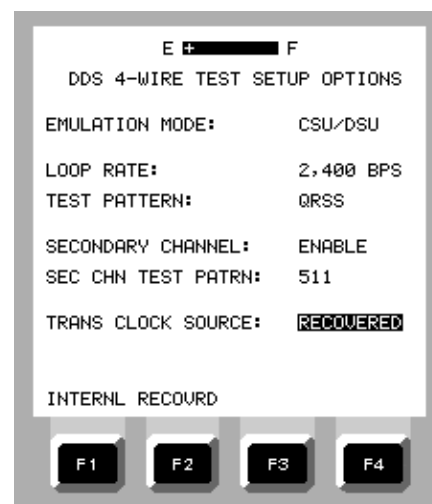 E + F
DDS 4-WIRE TEST SETUP OPTIONS
EMULATION MODE: CSU/DSU
LOOP RATE: 2,400 BPS
TEST PATTERN: QRSS
SECONDARY CHANNEL: ENABLE
SEC CHN TEST PATRN: 511
TRANS CLOCK SOURCE: RECOVERED
INTERNL RECOVRD
F1 F2 F3 F4